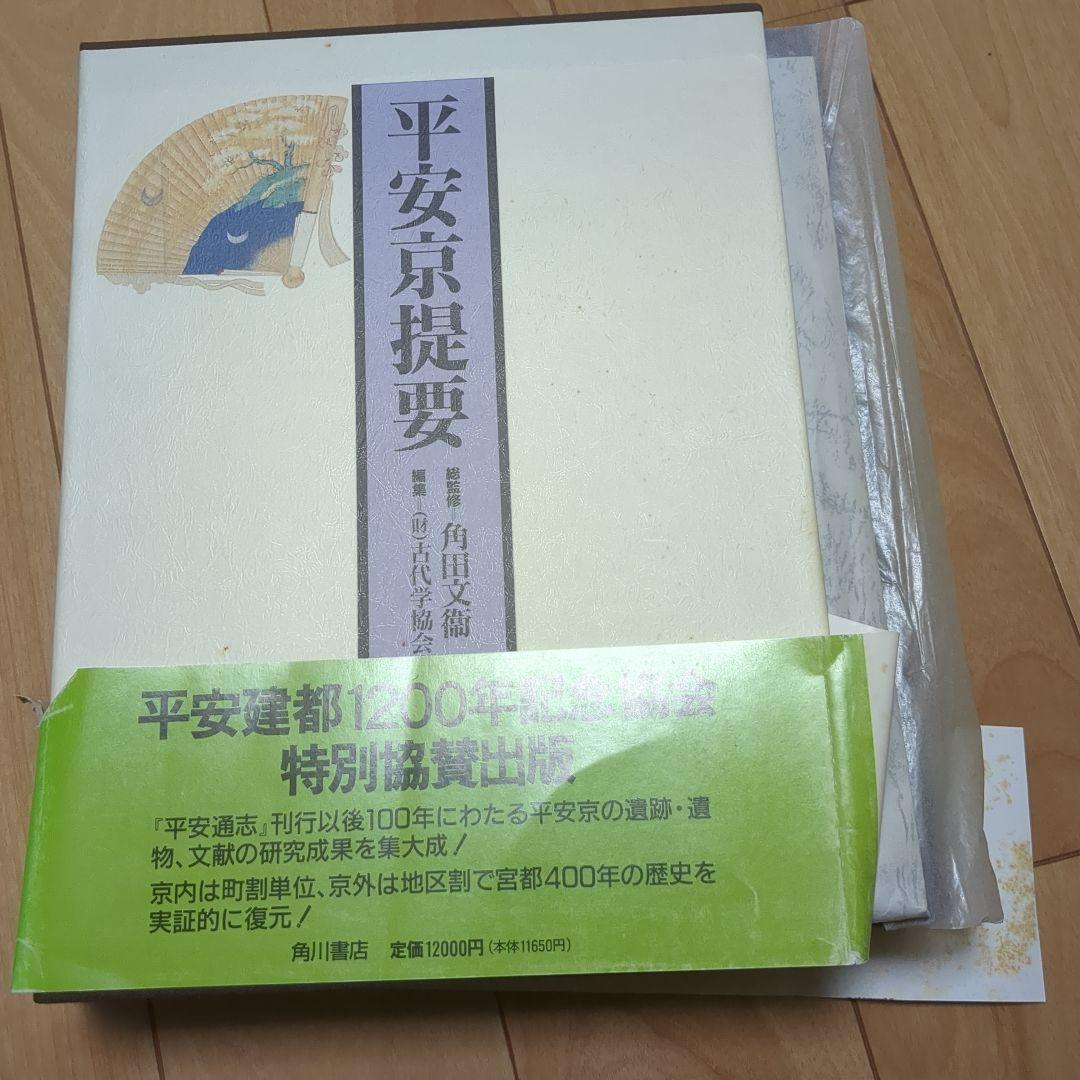 平安京提要
総監修=角田文衞
編集=(財)古代学協会
平安建都1200年記念協会
特別協賛出版
『平安通志』刊行以後100年にわたる平安京の遺跡・遺
物、文献の研究成果を集大成!
京内は町割単位、京外は地区割で宮都400年の歴史を
実証的に復元!
角川書店 定価12000円(本体11650円)